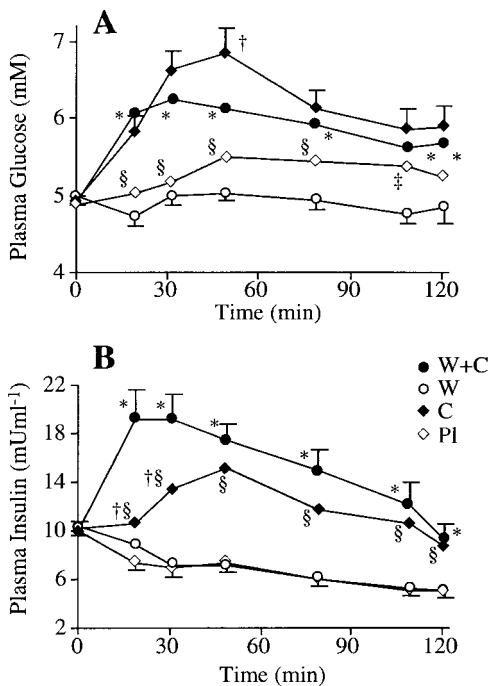 A
Plasma Glucose (mM)
7
6
5
4
† 
* * * *
§ § § §
‡ * *
0 30 60 90 120
Time (min)
B
Plasma Insulin (mUml-1)
22
18
14
10
6
2
W+C
W
C
Pl
* * * * * *
†§ †§ § § § §
0 30 60 90 120
Time (min)